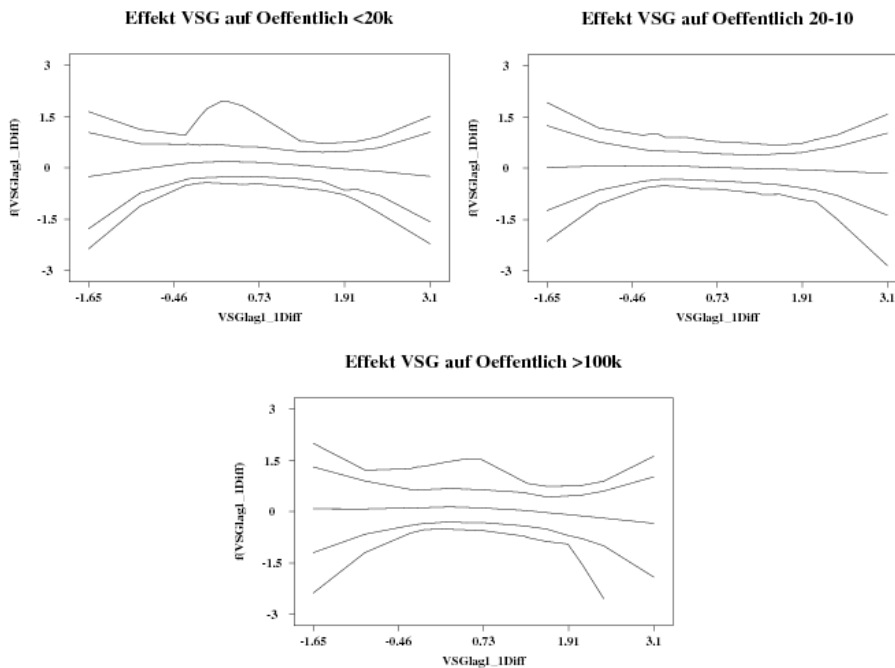 Effekt VSG auf Oeffentlich <20k
f(VSGlag1_1Diff)
3
1.5
0
-1.5
-3
-1.65 -0.46 0.73 1.91 3.1
VSGlag1_1Diff
Effekt VSG auf Oeffentlich 20-10
f(VSGlag1_1Diff)
3
1.5
0
-1.5
-3
-1.65 -0.46 0.73 1.91 3.1
VSGlag1_1Diff
Effekt VSG auf Oeffentlich >100k
f(VSGlag1_1Diff)
3
1.5
0
-1.5
-3
-1.65 -0.46 0.73 1.91 3.1
VSGlag1_1Diff